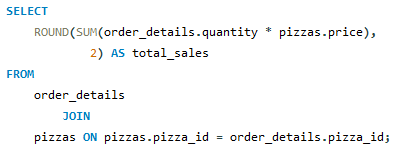 SELECT
ROUND(SUM(order_details.quantity * pizzas.price),
2) AS total_sales
FROM
order_details
JOIN
pizzas ON pizzas.pizza_id = order_details.pizza_id;